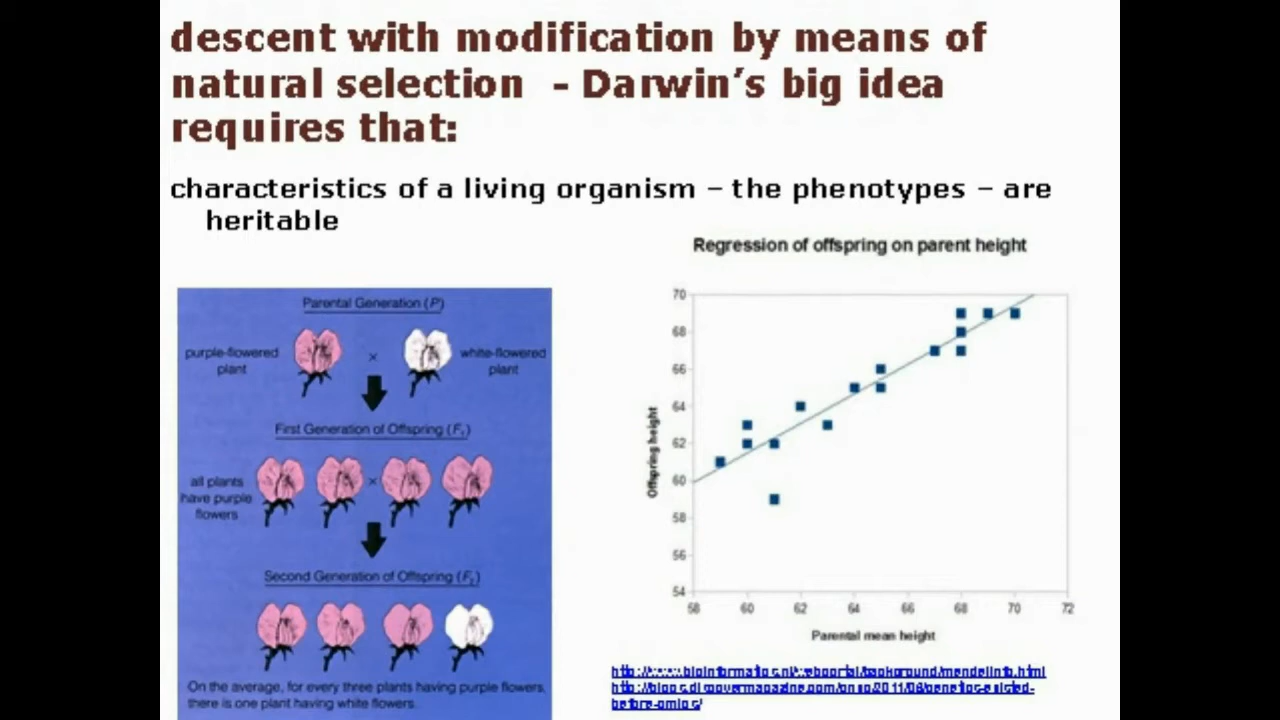 descent with modification by means of
natural selection - Darwin's big idea
requires that:
characteristics of a living organism – the phenotypes – are
heritable
Regression of offspring on parent height
Parental Generation (P)
purple-flowered
plant
×
white-flowered
plant
First Generation of Offspring (F₁)
all plants
have purple
flowers
×
Second Generation of Offspring (F₂)
On the average, for every three plants having purple flowers,
there is one plant having white flowers.
70
68
66
64
62
60
58
56
54
Offspring height
58 60 62 64 66 68 70 72
Parental mean height